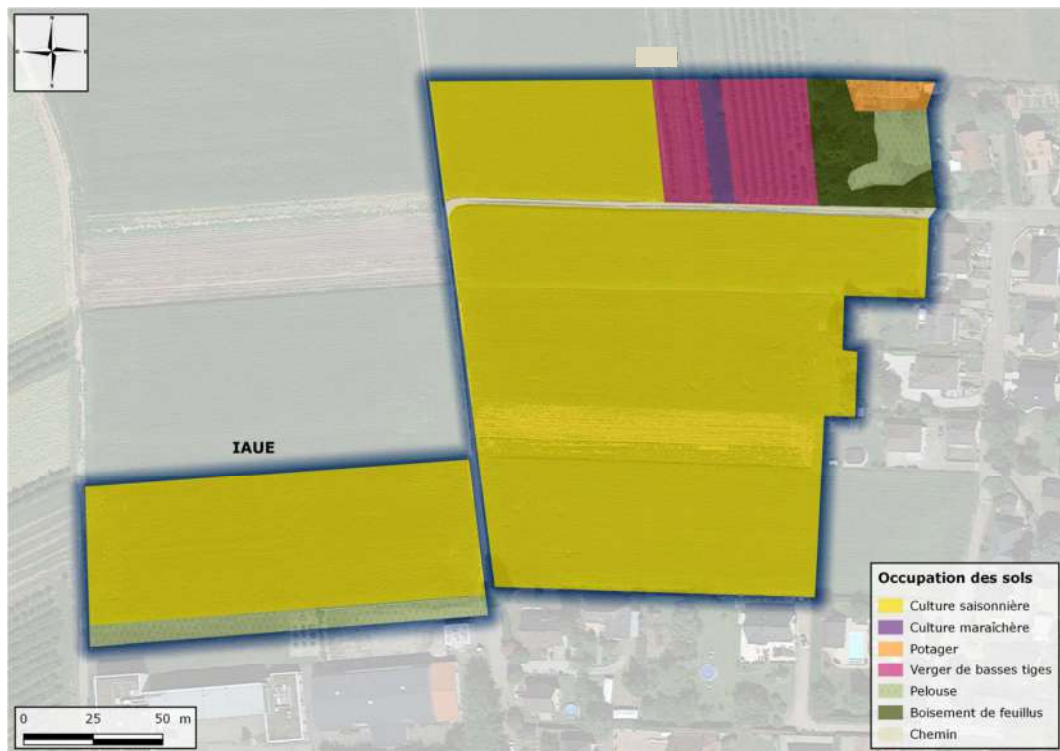 IAUE
Occupation des sols
Culture saisonnière
Culture maraîchère
Potager
Verger de basses tiges
Pelouse
Boisement de feuillus
Chemin
0 25 50 m